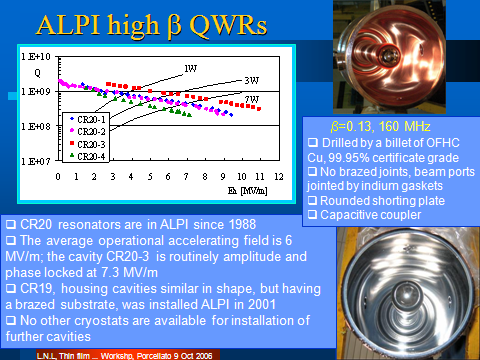 ALPI high β QWRs
1.E+10
Q
1.E+09
1.E+08
1.E+07
1W
3W
7W
CR20-1
CR20-2
CR20-3
CR20-4
0 1 2 3 4 5 6 7 8 9 10 11 12
Ea [MV/m]
β=0.13, 160 MHz
❑ Drilled by a billet of OFHC
Cu, 99.95% certificate grade
❑ No brazed joints, beam ports
jointed by indium gaskets
❑ Rounded shorting plate
❑ Capacitive coupler
❑ CR20 resonators are in ALPI since 1988
❑ The average operational accelerating field is 6
MV/m; the cavity CR20-3 is routinely amplitude and
phase locked at 7.3 MV/m
❑ CR19, housing cavities similar in shape, but having
a brazed substrate, was installed ALPI in 2001
❑ No other cryostats are available for installation of
further cavities
L.N.L, Thin film ... Workshp, Porcellato 9 Oct 2006